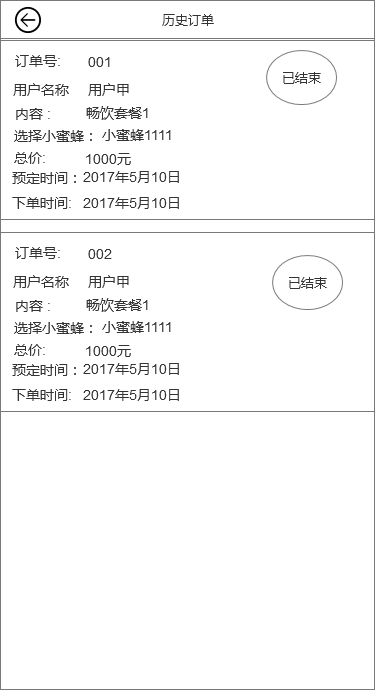 历史订单
订单号: 001
已结束
用户名称 用户甲
内容 : 畅饮套餐1
选择小蜜蜂 : 小蜜蜂1111
总价: 1000元
预定时间 : 2017年5月10日
下单时间: 2017年5月10日
订单号: 002
已结束
用户名称 用户甲
内容 : 畅饮套餐1
选择小蜜蜂 : 小蜜蜂1111
总价: 1000元
预定时间 : 2017年5月10日
下单时间: 2017年5月10日